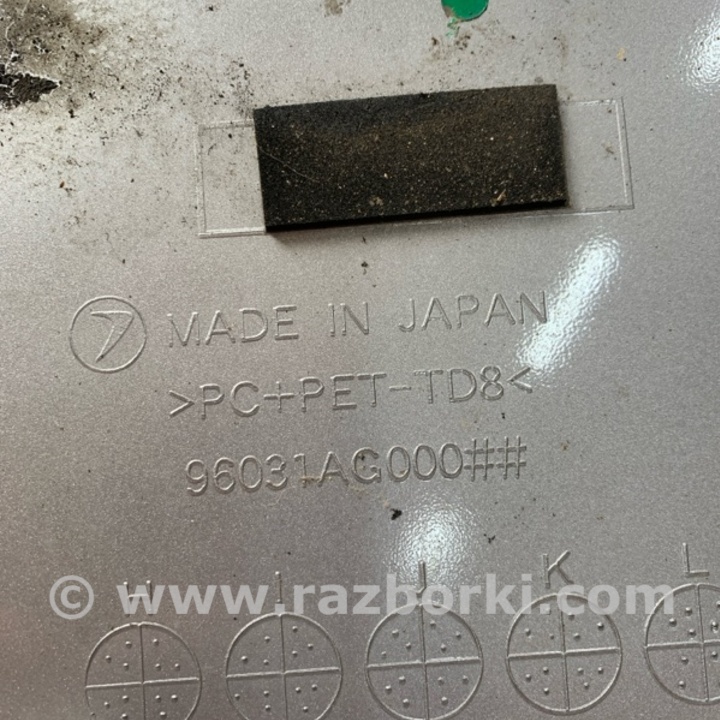 MADE IN JAPAN
>PC+PET-TD8<
96031AG000##
H I J K L
© www.razborki.com